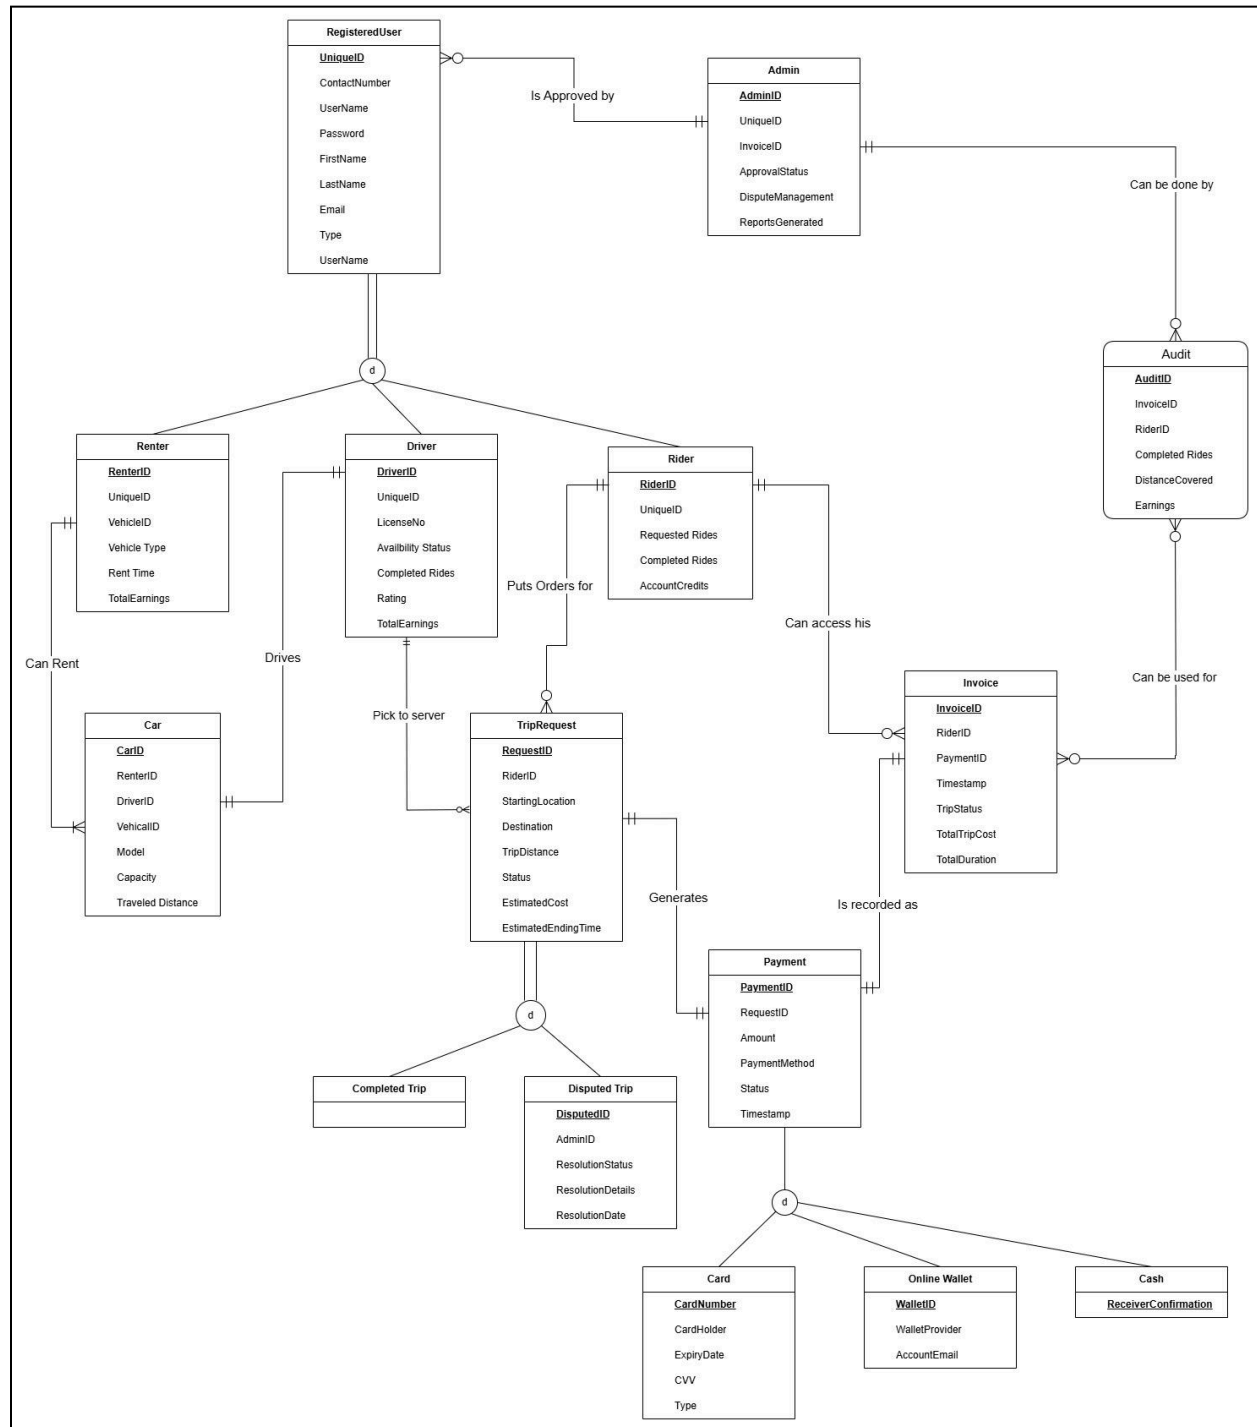 RegisteredUser
UniqueID
ContactNumber
UserName
Password
FirstName
LastName
Email
Type
UserName
Is Approved by
Admin
AdminID
UniqueID
InvoiceID
ApprovalStatus
DisputeManagement
ReportsGenerated
Can be done by
Audit
AuditID
InvoiceID
RiderID
Completed Rides
DistanceCovered
Earnings
d
Renter
RenterID
UniqueID
VehicleID
Vehicle Type
Rent Time
TotalEarnings
Driver
DriverID
UniqueID
LicenseNo
Availbility Status
Completed Rides
Rating
TotalEarnings
Rider
RiderID
UniqueID
Requested Rides
Completed Rides
AccountCredits
Puts Orders for
Can access his
Can Rent
Drives
Pick to server
Can be used for
Car
CarID
RenterID
DriverID
VehicalID
Model
Capacity
Traveled Distance
TripRequest
RequestID
RiderID
StartingLocation
Destination
TripDistance
Status
EstimatedCost
EstimatedEndingTime
Invoice
InvoiceID
RiderID
PaymentID
Timestamp
TripStatus
TotalTripCost
TotalDuration
Generates
Is recorded as
Payment
PaymentID
RequestID
Amount
PaymentMethod
Status
Timestamp
d
Completed Trip
Disputed Trip
DisputedID
AdminID
ResolutionStatus
ResolutionDetails
ResolutionDate
d
Card
CardNumber
CardHolder
ExpiryDate
CVV
Type
Online Wallet
WalletID
WalletProvider
AccountEmail
Cash
ReceiverConfirmation